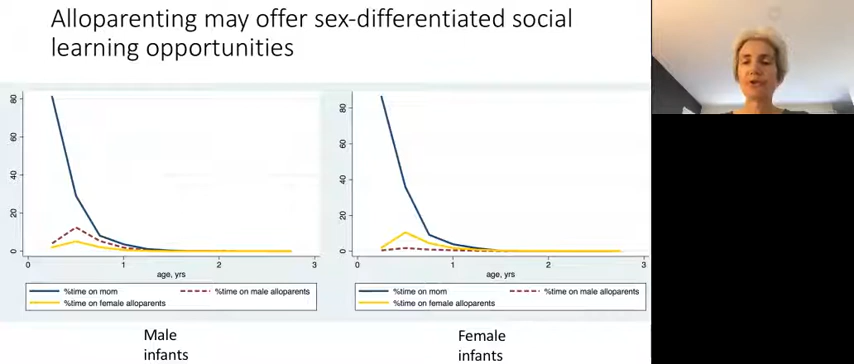 Alloparenting may offer sex-differentiated social
learning opportunities
80
60
40
20
0
0 1 2 3
age, yrs
%time on mom %time on male alloparents
%time on female alloparents
Male
infants
80
60
40
20
0
0 1 2 3
age, yrs
%time on mom %time on male alloparents
%time on female alloparents
Female
infants